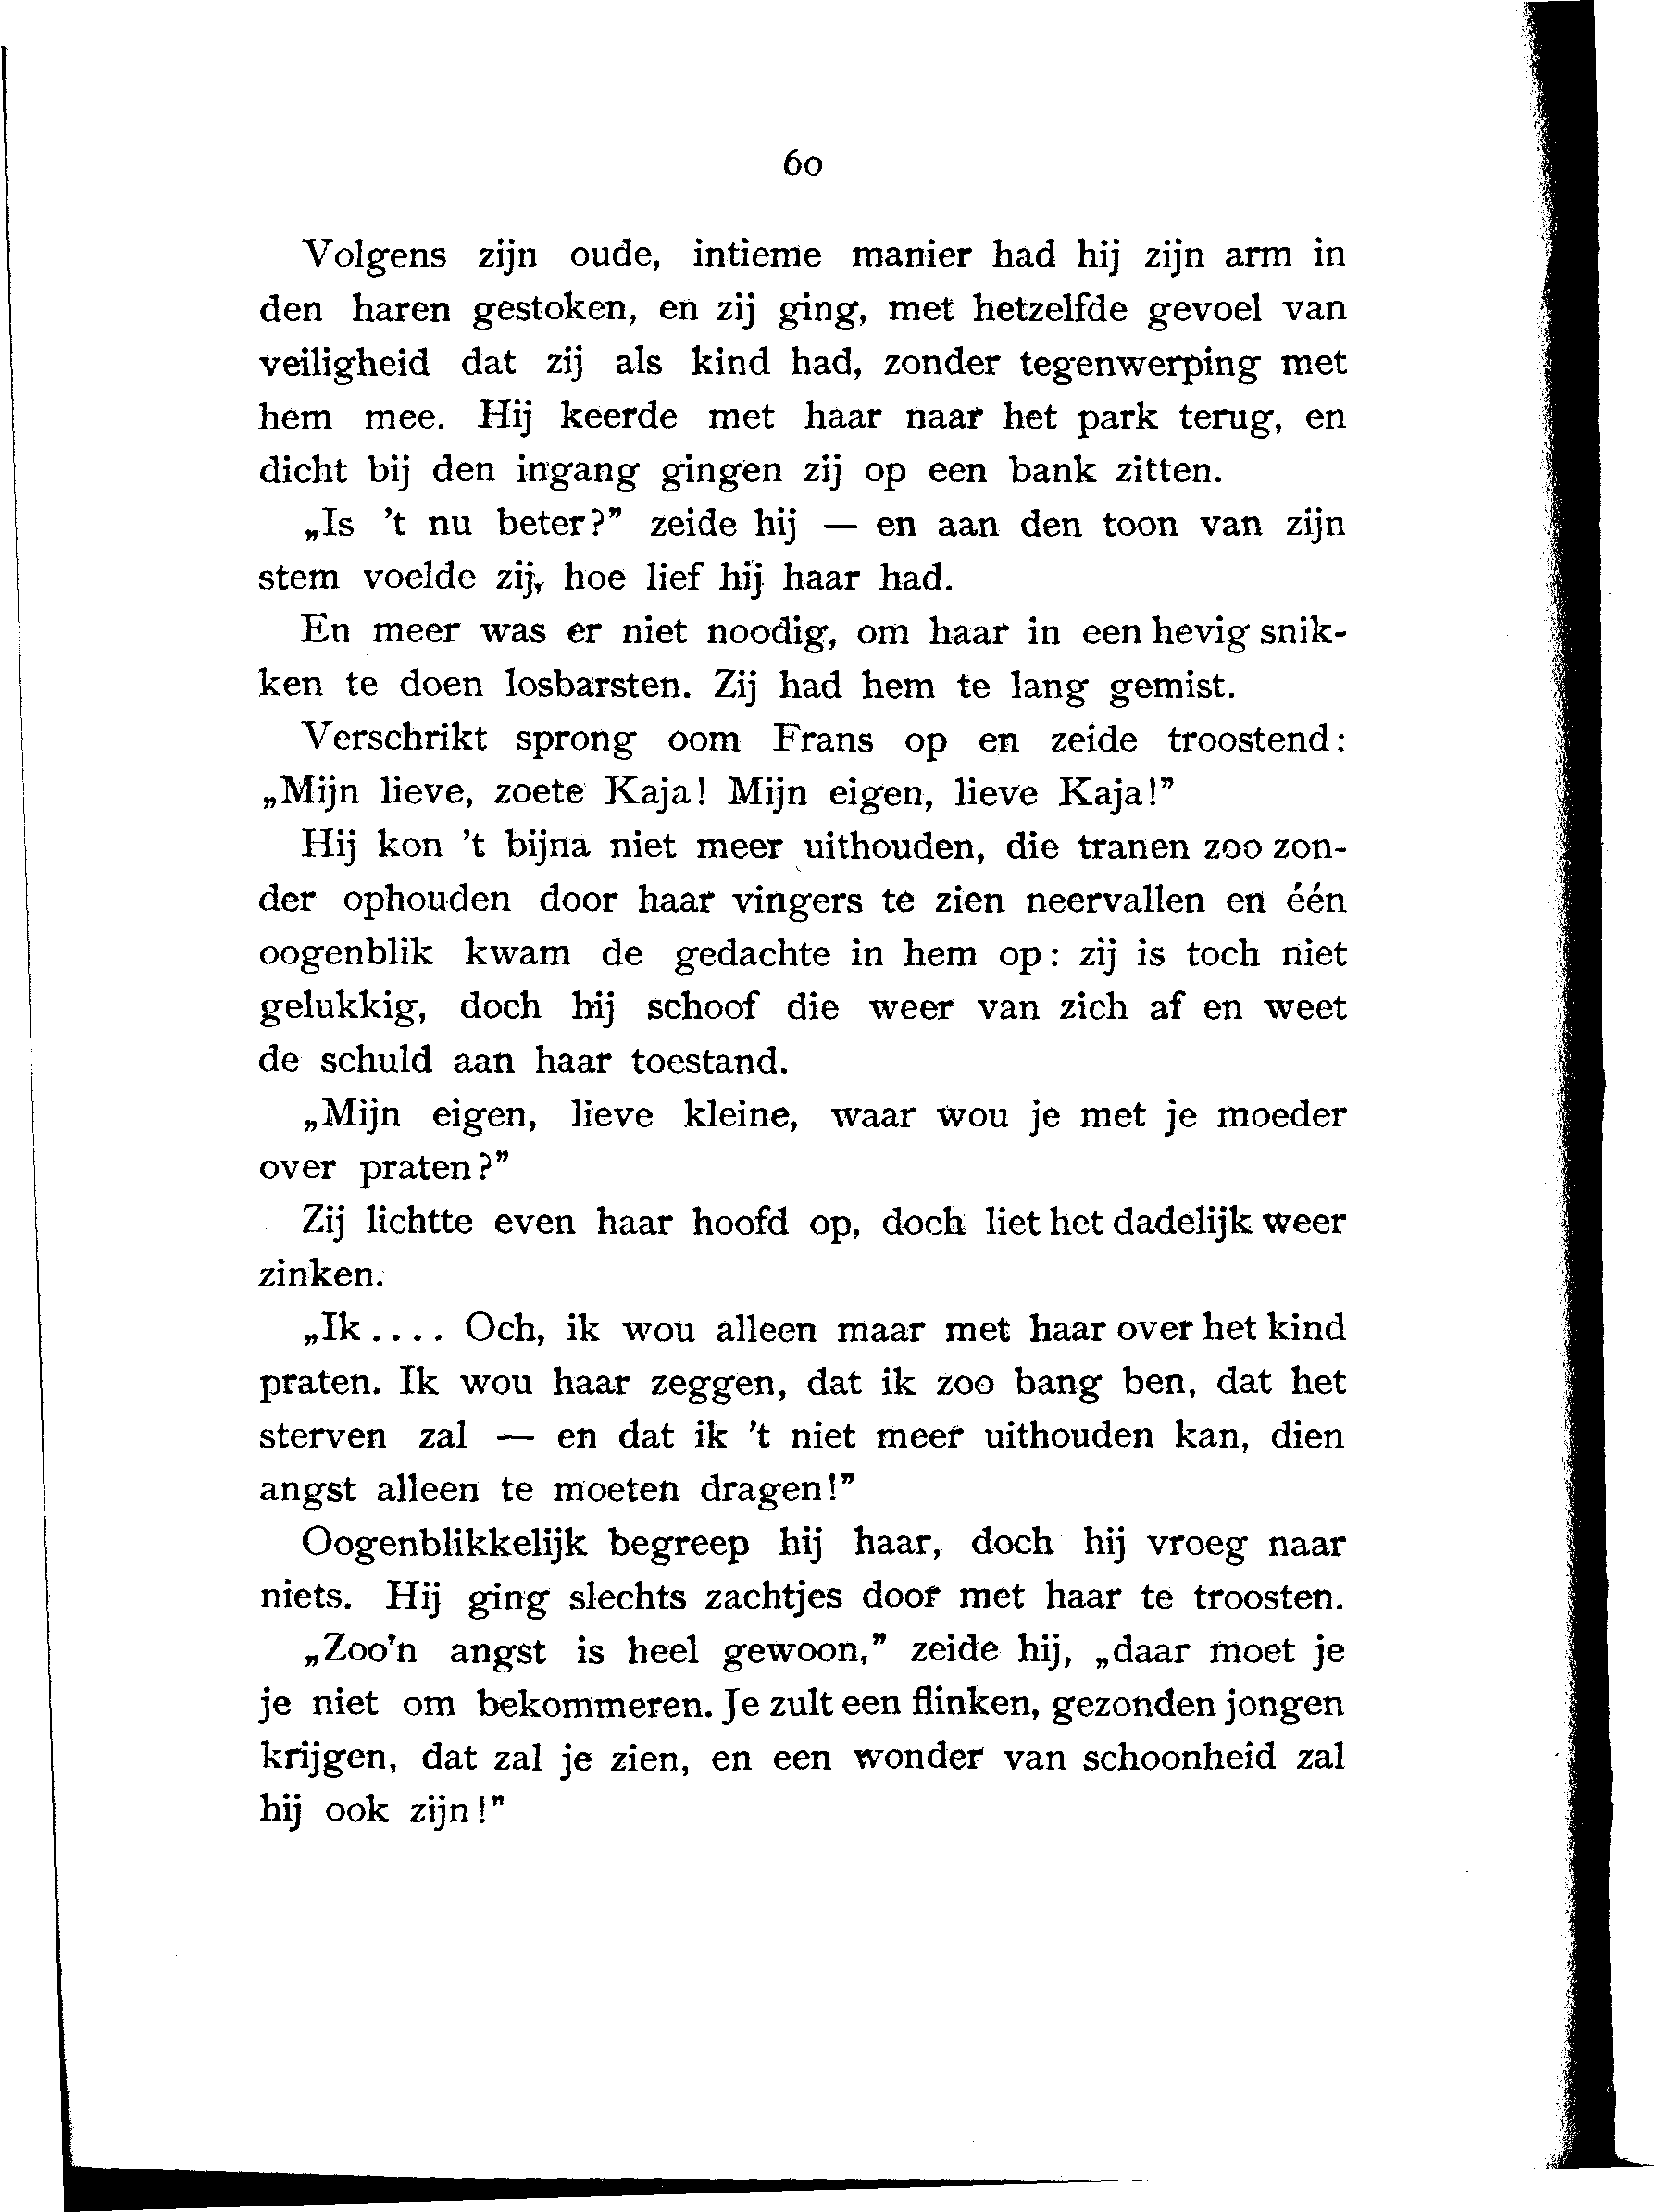 60
Volgens zijn oude, intieme manier had hij zijn arm in
den haren gestoken, en zij ging, met hetzelfde gevoel van
veiligheid dat zij als kind had, zonder tegenwerping met
hem mee. Hij keerde met haar naar het park terug, en
dicht bij den ingang gingen zij op een bank zitten.
„Is 't nu beter?” zeide hij — en aan den toon van zijn
stem voelde zij, hoe lief hij haar had.
En meer was er niet noodig, om haar in een hevig snik-
ken te doen losbarsten. Zij had hem te lang gemist.
Verschrikt sprong oom Frans op en zeide troostend:
„Mijn lieve, zoete Kaja! Mijn eigen, lieve Kaja!”
Hij kon 't bijna niet meer uithouden, die tranen zoo zon-
der ophouden door haar vingers te zien neervallen en één
oogenblik kwam de gedachte in hem op: zij is toch niet
gelukkig, doch hij schoof die weer van zich af en weet
de schuld aan haar toestand.
„Mijn eigen, lieve kleine, waar wou je met je moeder
over praten?”
Zij lichtte even haar hoofd op, doch liet het dadelijk weer
zinken.
„Ik.... Och, ik wou alleen maar met haar over het kind
praten. Ik wou haar zeggen, dat ik zoo bang ben, dat het
sterven zal — en dat ik 't niet meer uithouden kan, dien
angst alleen te moeten dragen!”
Oogenblikkelijk begreep hij haar, doch hij vroeg naar
niets. Hij ging slechts zachtjes door met haar te troosten.
„Zoo'n angst is heel gewoon,” zeide hij, „daar moet je
je niet om bekommeren. Je zult een flinken, gezonden jongen
krijgen, dat zal je zien, en een wonder van schoonheid zal
hij ook zijn!”